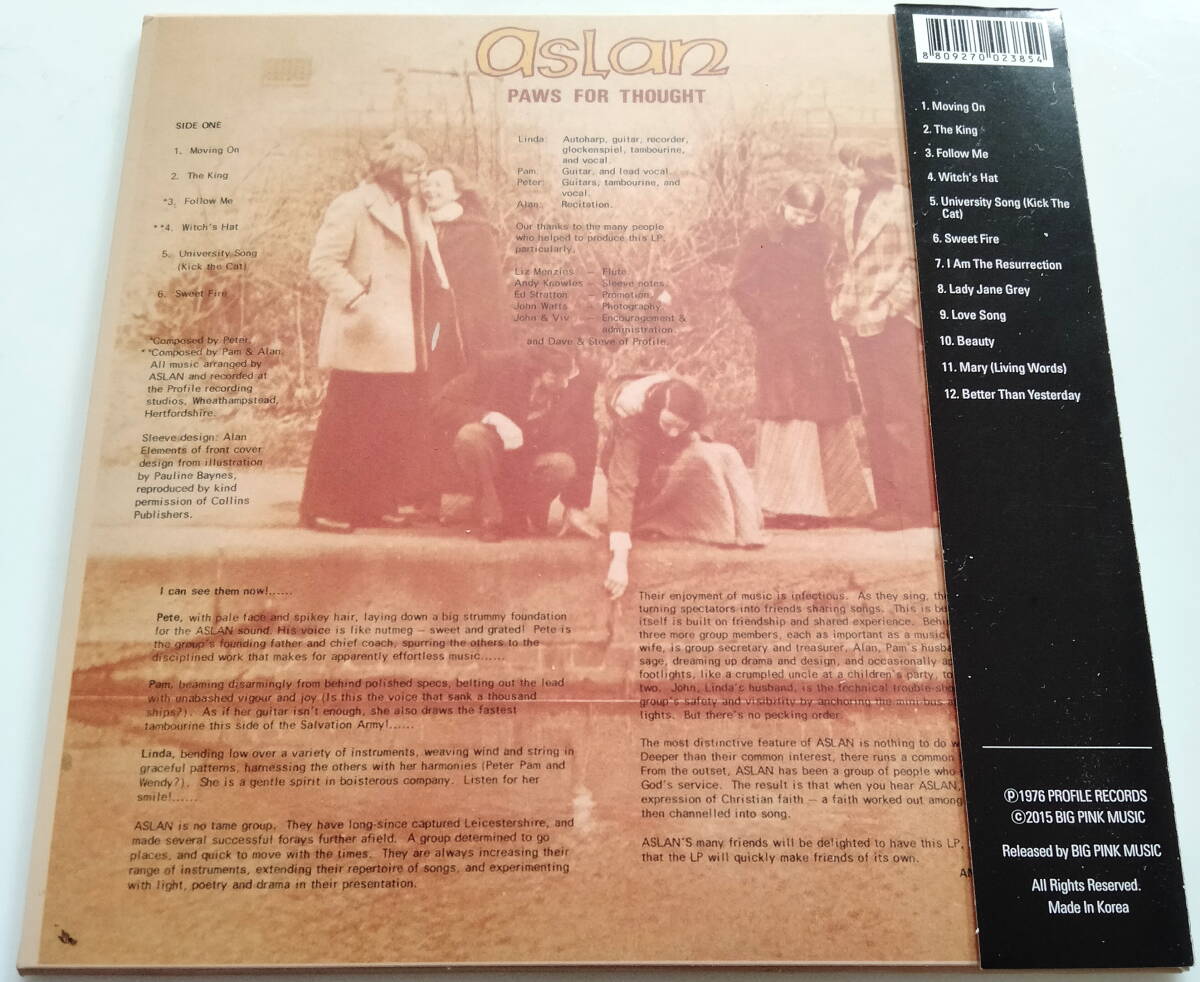 aslan
PAWS FOR THOUGHT
SIDE ONE
1. Moving On
2. The King
*3. Follow Me
**4. Witch's Hat
5. University Song
(Kick the Cat)
6. Sweet Fire
*Composed by Peter.
**Composed by Pam & Alan.
All music arranged by
ASLAN and recorded at
the Profile recording
studios, Wheathampstead,
Hertfordshire.
Sleeve design: Alan
Elements of front cover
design from illustration
by Pauline Baynes,
reproduced by kind
permission of Collins
Publishers.
Linda: Autoharp, guitar, recorder,
glockenspiel, tambourine,
and vocal.
Pam: Guitar, and lead vocal.
Peter: Guitars, tambourine, and
vocal.
Alan: Recitation.
Our thanks to the many people
who helped to produce this LP,
particularly,
Liz Menzies – Flute.
Andy Knowles – Sleeve notes.
Ed Stratton – Promotion.
John Watts – Photography.
John & Viv – Encouragement &
administration.
and Dave & Steve of Profile.
I can see them now!......
Pete, with pale face and spikey hair, laying down a big strummy foundation
for the ASLAN sound. His voice is like nutmeg – sweet and grated! Pete is
the group's founding father and chief coach, spurring the others to the
disciplined work that makes for apparently effortless music......
Pam, beaming disarmingly from behind polished specs, belting out the lead
with unabashed vigour and joy (Is this the voice that sank a thousand
ships?). As if her guitar isn't enough, she also draws the fastest
tambourine this side of the Salvation Army!......
Linda, bending low over a variety of instruments, weaving wind and string in
graceful patterns, harnessing the others with her harmonies (Peter Pam and
Wendy?). She is a gentle spirit in boisterous company. Listen for her
smile!......
ASLAN is no tame group. They have long-since captured Leicestershire, and
made several successful forays further afield. A group determined to go
places, and quick to move with the times. They are always increasing their
range of instruments, extending their repertoire of songs, and experimenting
with light, poetry and drama in their presentation.
Their enjoyment of music is infectious. As they sing, the
turning spectators into friends sharing songs. This is be
itself is built on friendship and shared experience. Behi
three more group members, each as important as a music
wife, is group secretary and treasurer. Alan, Pam's husba
sage, dreaming up drama and design, and occasionally ap
footlights, like a crumpled uncle at a children's party, to
two. John, Linda's husband, is the technical trouble-sho
group's safety and visibility by anchoring the mini-bus a
lights. But there's no pecking order.
The most distinctive feature of ASLAN is nothing to do w
Deeper than their common interest, there runs a common
From the outset, ASLAN has been a group of people who
God's service. The result is that when you hear ASLAN,
expression of Christian faith – a faith worked out among
then channelled into song.
ASLAN'S many friends will be delighted to have this LP,
that the LP will quickly make friends of its own.
AN
8 809270 023854
1. Moving On
2. The King
3. Follow Me
4. Witch's Hat
5. University Song (Kick The
Cat)
6. Sweet Fire
7. I Am The Resurrection
8. Lady Jane Grey
9. Love Song
10. Beauty
11. Mary (Living Words)
12. Better Than Yesterday
℗1976 PROFILE RECORDS
©2015 BIG PINK MUSIC
Released by BIG PINK MUSIC
All Rights Reserved.
Made In Korea